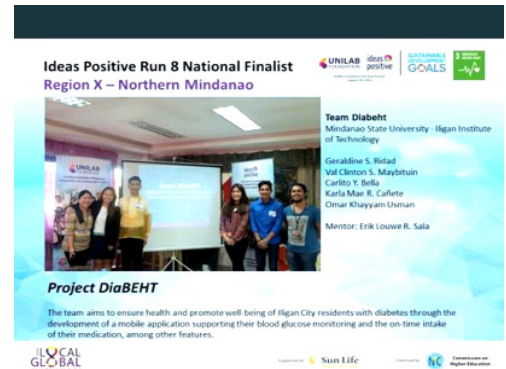 Ideas Positive Run 8 National Finalist
Region X – Northern Mindanao
UNILAB
FOUNDATION
ideas
positive
SUSTAINABLE
DEVELOPMENT
GOALS
3
UNILAB
Team Diabeht
Mindanao State University - Iligan Institute
of Technology
Geraldine S. Ridad
Val Clinton S. Maybituin
Carlito Y. Bella
Karla Mae R. Cañete
Omar Khayyam Usman
Mentor: Erik Louwe R. Sala
Project DiaBEHT
The team aims to ensure health and promote well-being of Iligan City residents with diabetes through the
development of a mobile application supporting their blood glucose monitoring and the on-time intake
of their medication, among other features.
LOCAL
GLOBAL
Supported by
Sun Life
Commission on
Higher Education